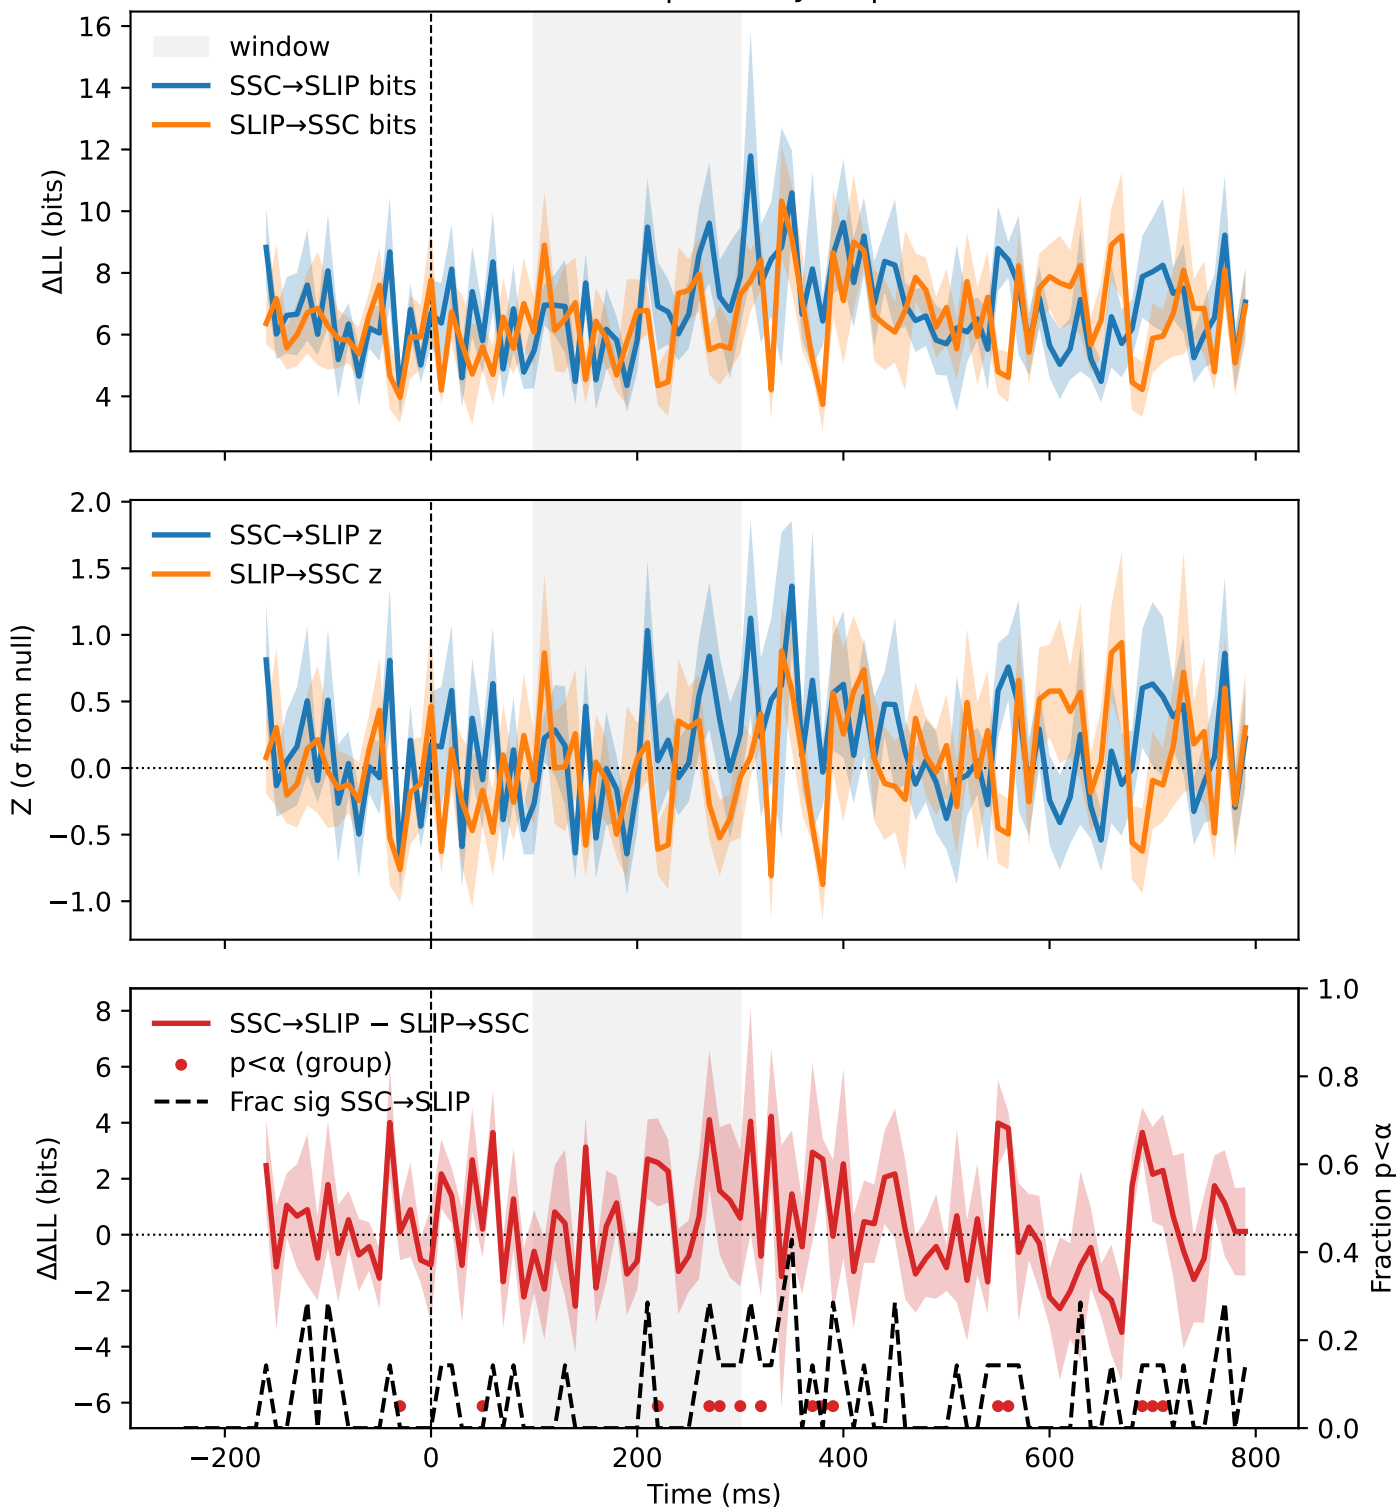 16
14
12
10
8
6
4
ΔLL (bits)
window
SSC→SLIP bits
SLIP→SSC bits
2.0
1.5
1.0
0.5
0.0
−0.5
−1.0
Z (σ from null)
SSC→SLIP z
SLIP→SSC z
8
6
4
2
0
−2
−4
−6
ΔΔLL (bits)
SSC→SLIP − SLIP→SSC
p<α (group)
Frac sig SSC→SLIP
1.0
0.8
0.6
0.4
0.2
0.0
Fraction p<α
−200
0
200
400
600
800
Time (ms)